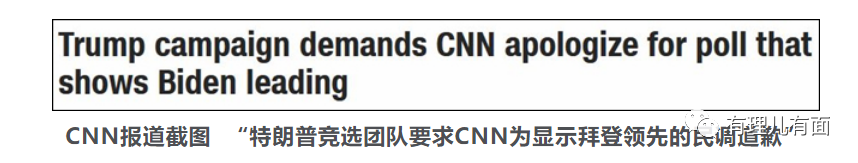 Trump campaign demands CNN apologize for poll that
shows Biden leading
CNN报道截图 “特朗普竞选团队要求CNN为显示拜登领先的民调道歉
有理儿有面